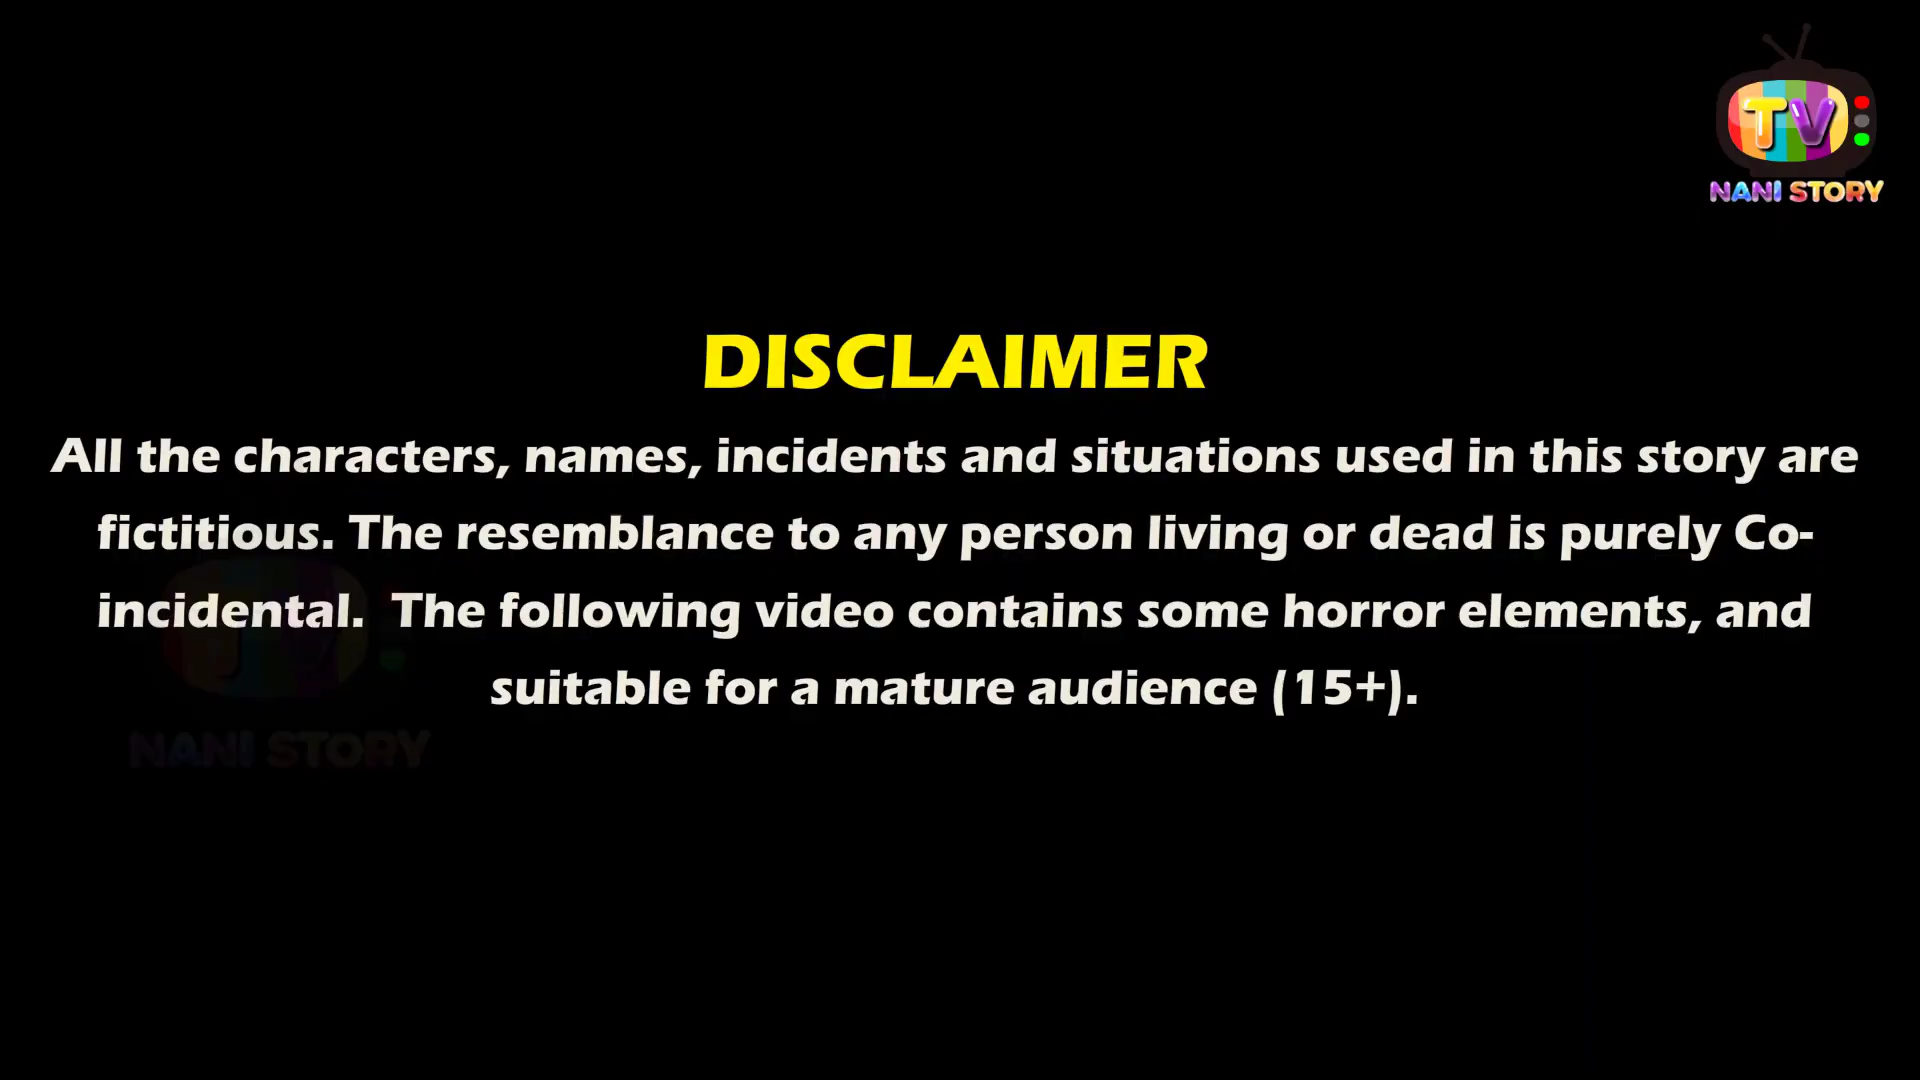 TV
NANI STORY
DISCLAIMER
All the characters, names, incidents and situations used in this story are
fictitious. The resemblance to any person living or dead is purely Co-
incidental.  The following video contains some horror elements, and
suitable for a mature audience (15+).
TV
NANI STORY